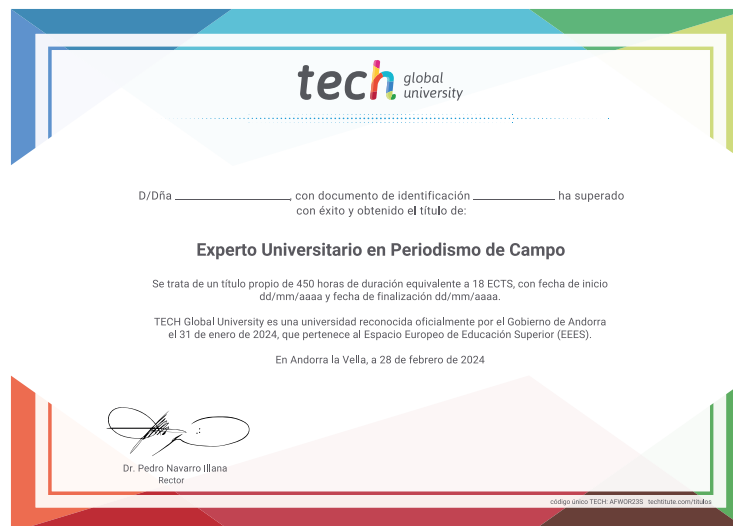 tech global university
D/Dña ______________, con documento de identificación __________ ha superado
con éxito y obtenido el título de:
Experto Universitario en Periodismo de Campo
Se trata de un título propio de 450 horas de duración equivalente a 18 ECTS, con fecha de inicio
dd/mm/aaaa y fecha de finalización dd/mm/aaaa.
TECH Global University es una universidad reconocida oficialmente por el Gobierno de Andorra
el 31 de enero de 2024, que pertenece al Espacio Europeo de Educación Superior (EEES).
En Andorra la Vella, a 28 de febrero de 2024
Dr. Pedro Navarro Illana
Rector
código único TECH: AFWOR23S techtitute.com/titulos